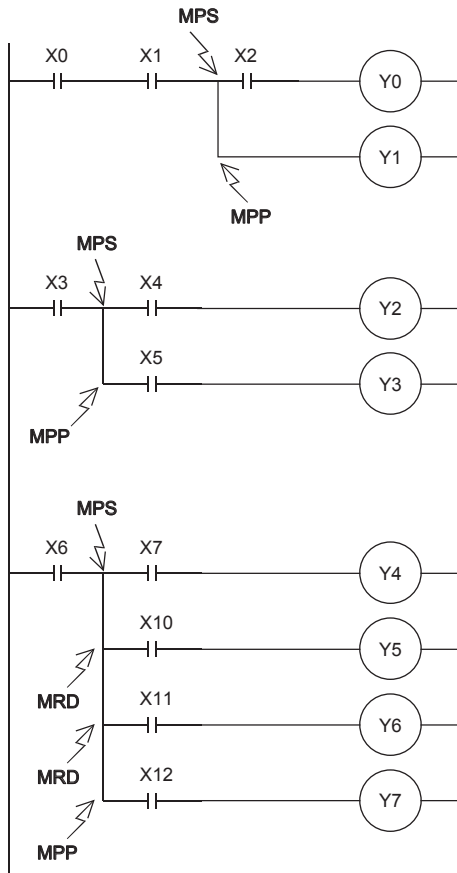 MPS
X0 X1 X2 Y0
Y1
MPP
MPS
X3 X4 Y2
X5 Y3
MPP
MPS
X6 X7 Y4
X10 Y5
MRD
X11 Y6
MRD
X12 Y7
MPP